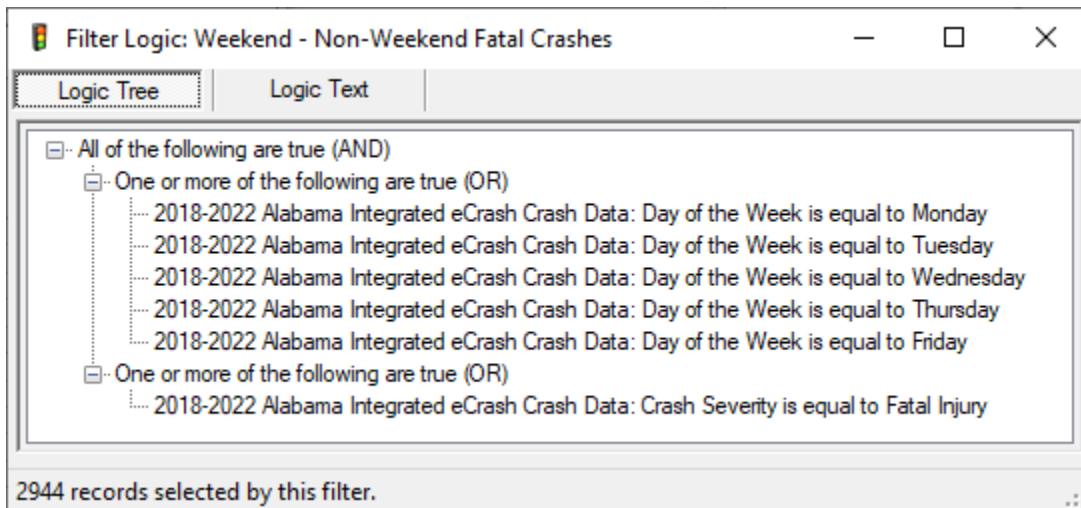 Filter Logic: Weekend - Non-Weekend Fatal Crashes
Logic Tree
Logic Text
All of the following are true (AND)
One or more of the following are true (OR)
2018-2022 Alabama Integrated eCrash Crash Data: Day of the Week is equal to Monday
2018-2022 Alabama Integrated eCrash Crash Data: Day of the Week is equal to Tuesday
2018-2022 Alabama Integrated eCrash Crash Data: Day of the Week is equal to Wednesday
2018-2022 Alabama Integrated eCrash Crash Data: Day of the Week is equal to Thursday
2018-2022 Alabama Integrated eCrash Crash Data: Day of the Week is equal to Friday
One or more of the following are true (OR)
2018-2022 Alabama Integrated eCrash Crash Data: Crash Severity is equal to Fatal Injury
2944 records selected by this filter.